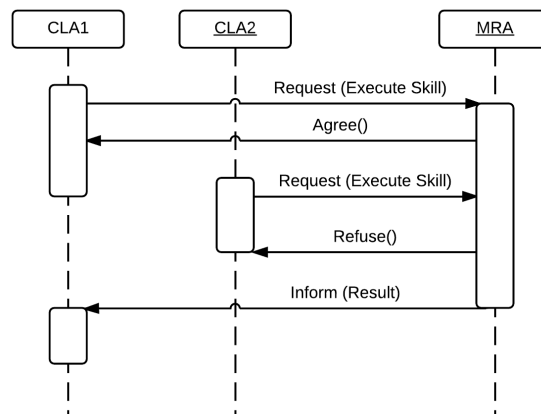 CLA1
CLA2
MRA
Request (Execute Skill)
Agree()
Request (Execute Skill)
Refuse()
Inform (Result)